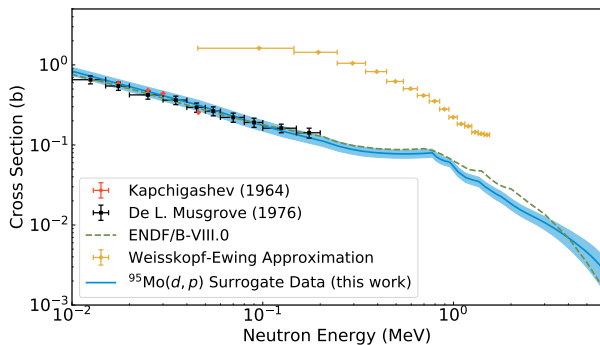 Cross Section (b)
10⁰
10⁻¹
10⁻²
10⁻³
Kapchigashev (1964)
De L. Musgrove (1976)
ENDF/B-VIII.0
Weisskopf-Ewing Approximation
⁹⁵Mo(d, p) Surrogate Data (this work)
10⁻² 10⁻¹ 10⁰
Neutron Energy (MeV)